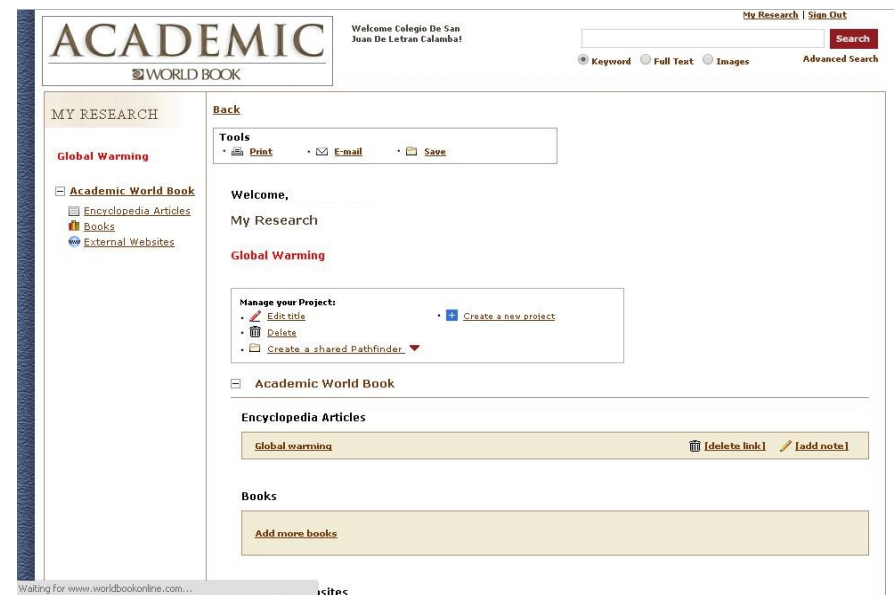 My Research | Sign Out
ACADEMIC
WORLD BOOK
Welcome Colegio De San
Juan De Letran Calamba!
Search
Keyword Full Text Images Advanced Search
MY RESEARCH
Global Warming
Academic World Book
Encyclopedia Articles
Books
External Websites
Back
Tools
Print E-mail Save
Welcome,
My Research
Global Warming
Manage your Project:
Edit title Create a new project
Delete
Create a shared Pathfinder
Academic World Book
Encyclopedia Articles
Global warming [delete link] [add note]
Books
Add more books
Waiting for www.worldbookonline.com...